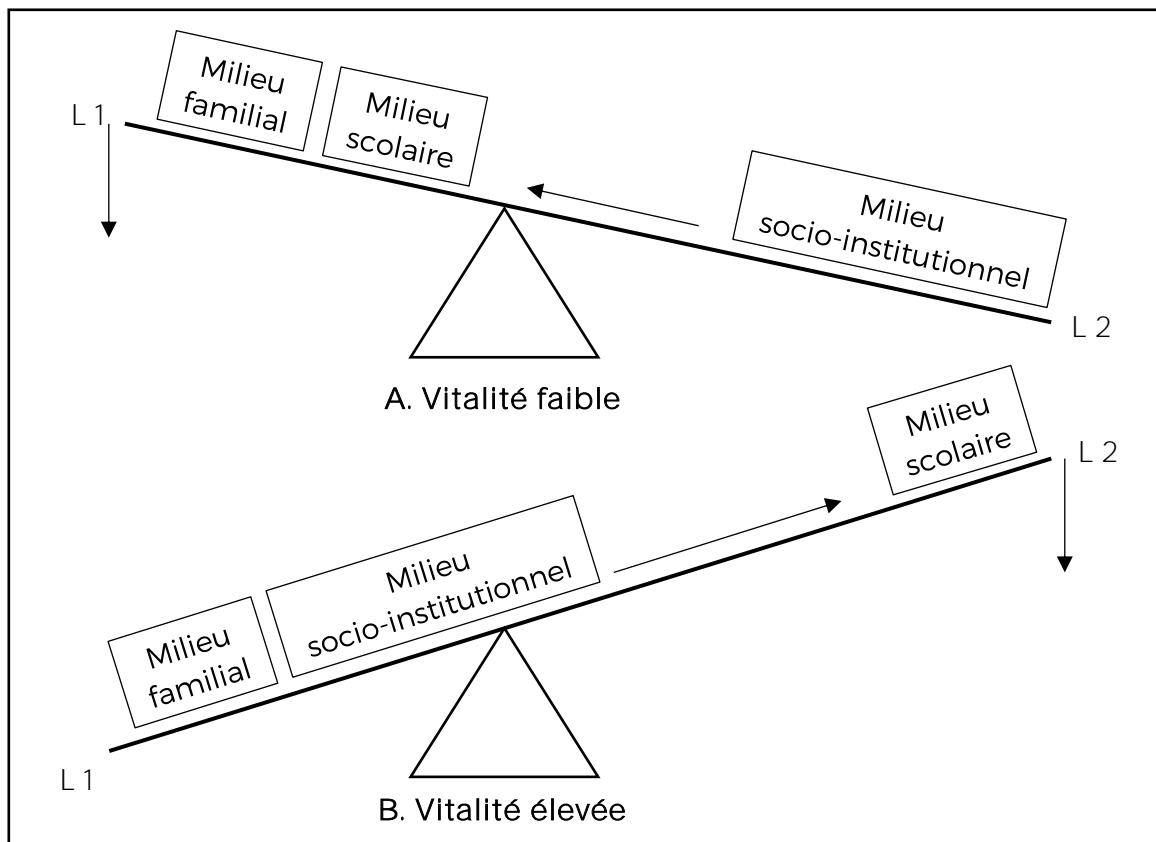 Milieu
familial
Milieu
scolaire
L 1
Milieu
socio-institutionnel
L 2
A. Vitalité faible
Milieu
scolaire
L 2
Milieu
socio-institutionnel
Milieu
familial
L 1
B. Vitalité élevée